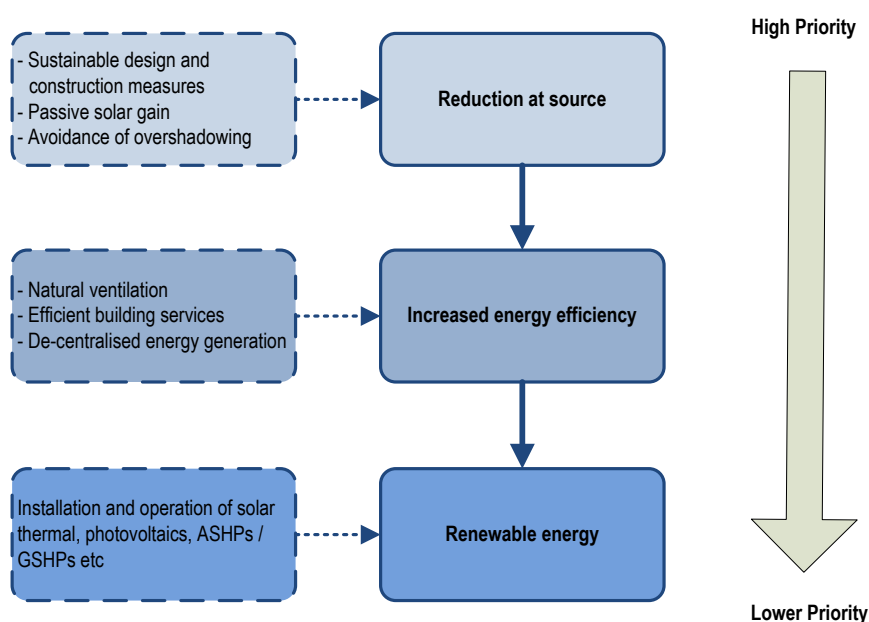 High Priority
- Sustainable design and
construction measures
- Passive solar gain
- Avoidance of overshadowing
Reduction at source
- Natural ventilation
- Efficient building services
- De-centralised energy generation
Increased energy efficiency
Installation and operation of solar
thermal, photovoltaics, ASHPs /
GSHPs etc
Renewable energy
Lower Priority